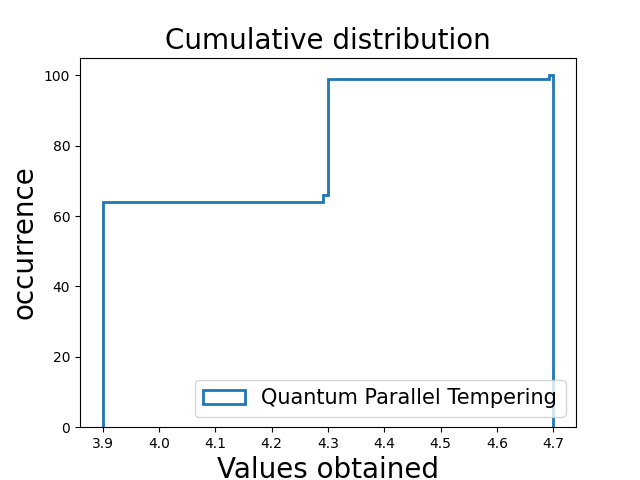 Cumulative distribution
occurrence
100
80
60
40
20
0
Quantum Parallel Tempering
3.9 4.0 4.1 4.2 4.3 4.4 4.5 4.6 4.7
Values obtained